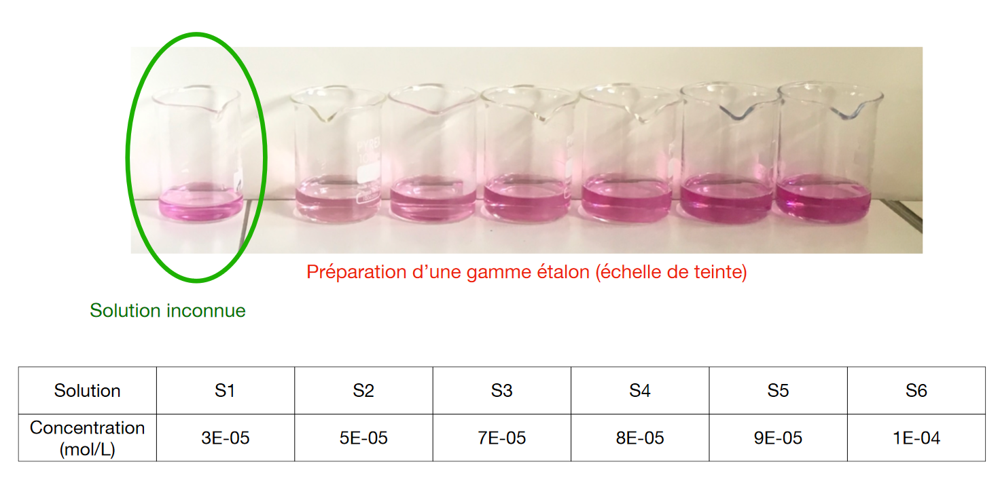 PYREX
Préparation d’une gamme étalon (échelle de teinte)
Solution inconnue
Solution S1 S2 S3 S4 S5 S6
Concentration
(mol/L) 3E-05 5E-05 7E-05 8E-05 9E-05 1E-04